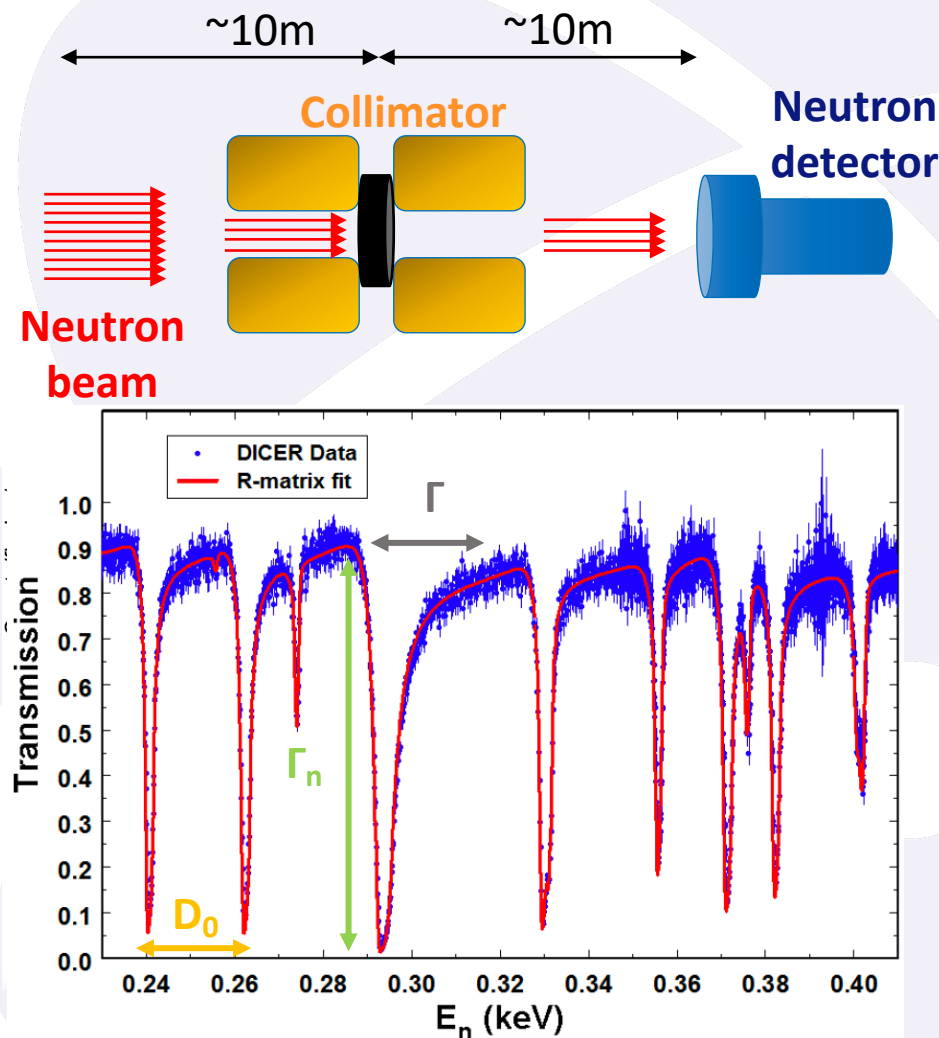 ~10m ~10m
Collimator
Neutron
detector
Neutron
beam
DICER Data
R-matrix fit
Γ
Γn
D0
1.0
0.9
0.8
0.7
0.6
0.5
0.4
0.3
0.2
0.1
0.0
Transmission
0.24 0.26 0.28 0.30 0.32 0.34 0.36 0.38 0.40
En (keV)